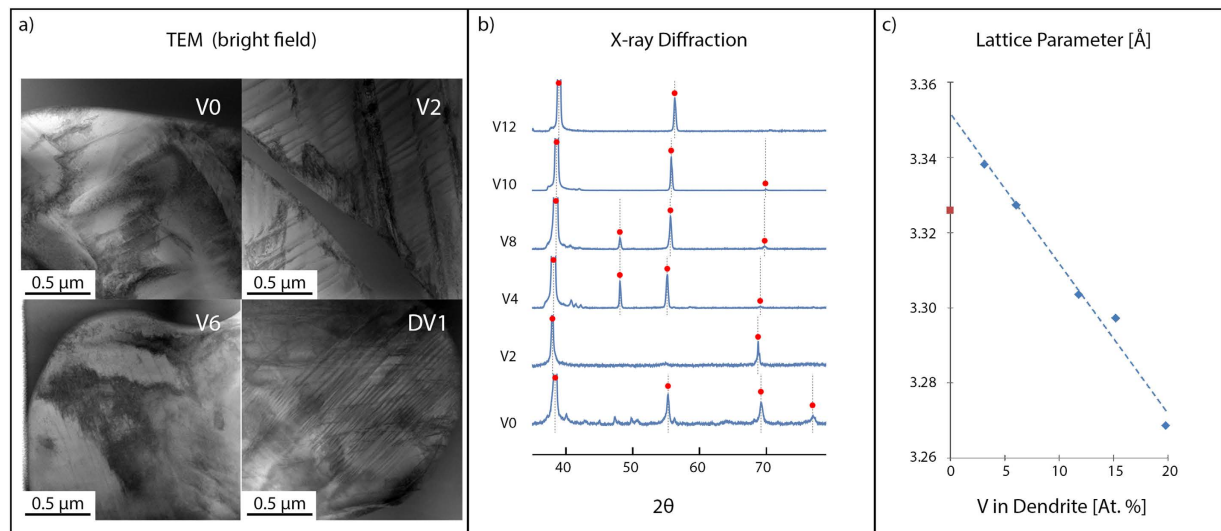 a)
TEM (bright field)
V0
0.5 µm
V2
0.5 µm
V6
0.5 µm
DV1
0.5 µm
b)
X-ray Diffraction
V12
V10
V8
V4
V2
V0
40 50 60 70
2θ
c)
Lattice Parameter [Å]
3.36
3.34
3.33
3.32
3.30
3.28
3.26
0 5 10 15 20
V in Dendrite [At. %]